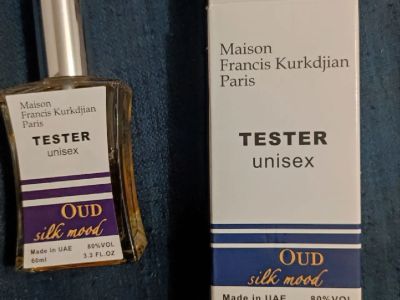 Maison
Francis Kurkdjian
Paris
TESTER
unisex
OUD
silk mood
Made in UAE 80%VOL
60ml 3.3 FL.OZ
Maison
Francis Kurkdjian
Paris
TESTER
unisex
OUD
silk mood
Made in UAE 80%VOL